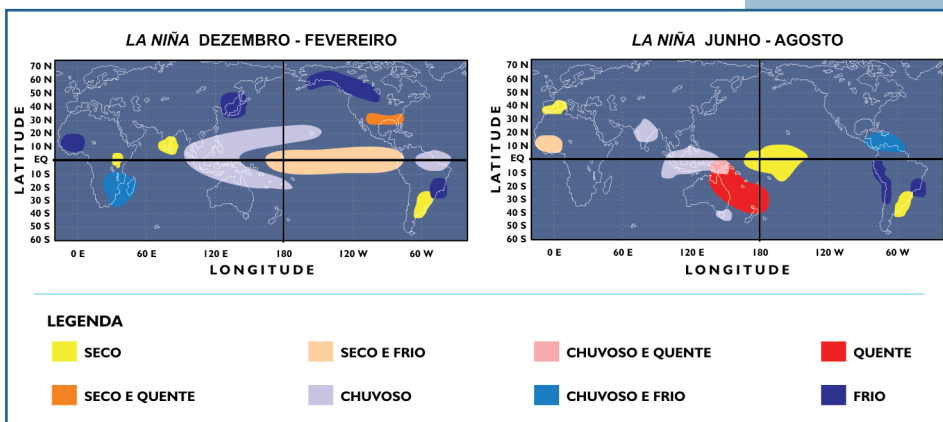 LA NIÑA DEZEMBRO - FEVEREIRO
70 N
60 N
50 N
40 N
30 N
20 N
10 N
EQ
10 S
20 S
30 S
40 S
50 S
60 S
LATITUDE
0 E
60 E
120 E
180
120 W
60 W
LONGITUDE
LA NIÑA JUNHO - AGOSTO
70 N
60 N
50 N
40 N
30 N
20 N
10 N
EQ
10 S
20 S
30 S
40 S
50 S
60 S
LATITUDE
0 E
60 E
120 E
180
120 W
60 W
LONGITUDE
LEGENDA
SECO
SECO E FRIO
CHUVOSO E QUENTE
QUENTE
SECO E QUENTE
CHUVOSO
CHUVOSO E FRIO
FRIO